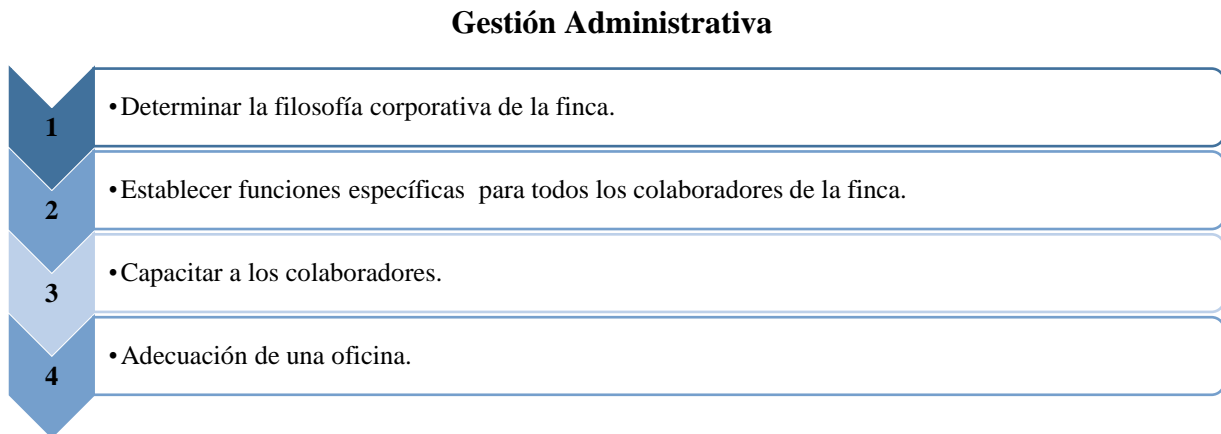 Gestión Administrativa
1
•Determinar la filosofía corporativa de la finca.
2
•Establecer funciones específicas  para todos los colaboradores de la finca.
3
•Capacitar a los colaboradores.
4
•Adecuación de una oficina.